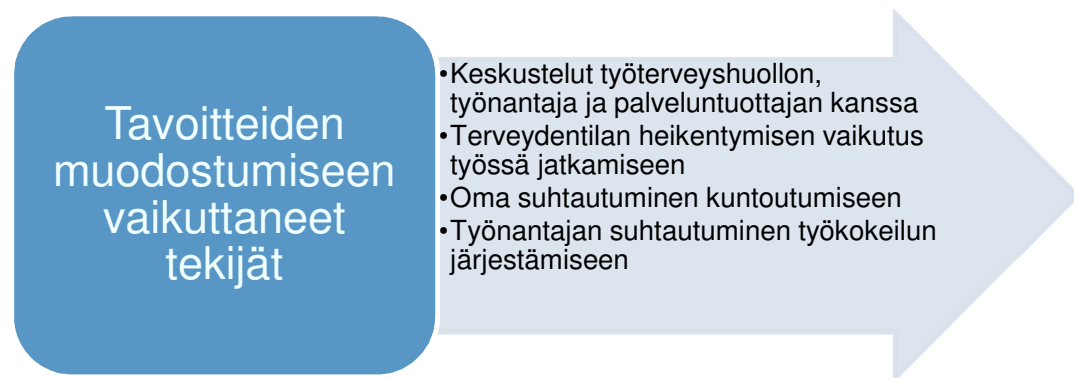 Tavoitteiden
muodostumiseen
vaikuttaneet
tekijät
•Keskustelut työterveyshuollon,
työnantaja ja palveluntuottajan kanssa
•Terveydentilan heikentymisen vaikutus
työssä jatkamiseen
•Oma suhtautuminen kuntoutumiseen
•Työnantajan suhtautuminen työkokeilun
järjestämiseen